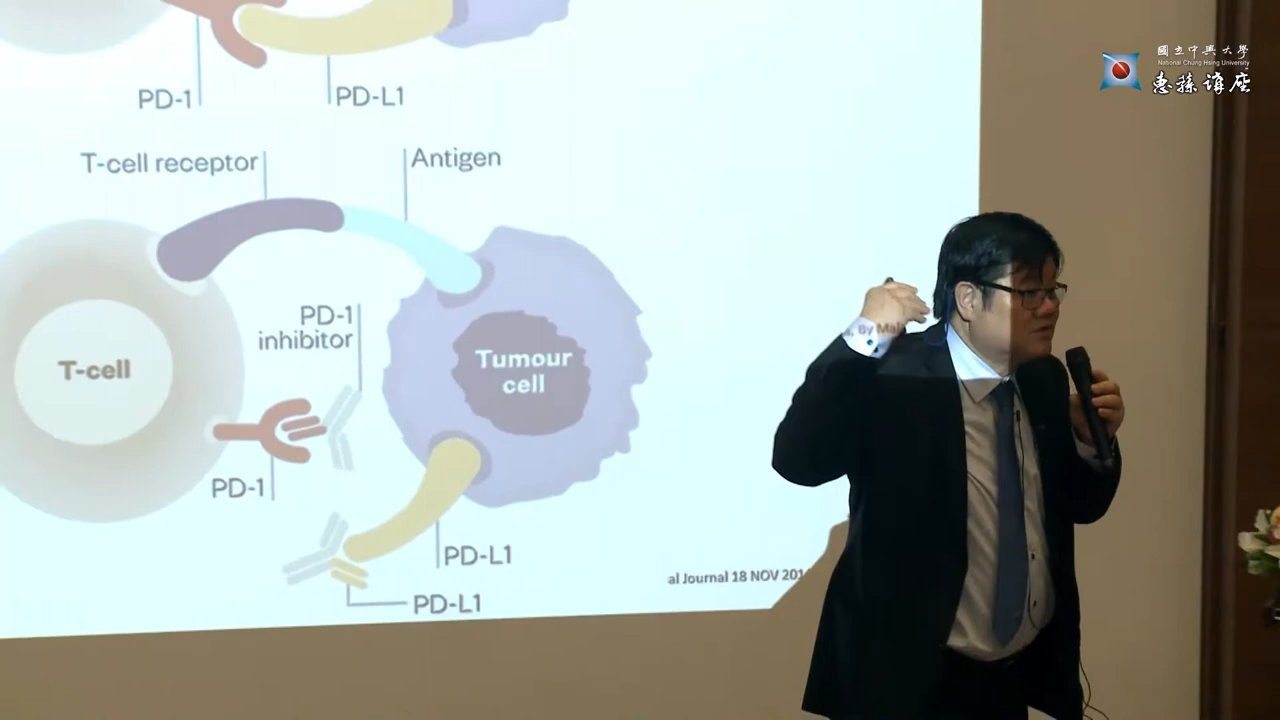 國立中興大學
National Chung Hsing University
惠蓀講座
PD-1
PD-L1
T-cell receptor
Antigen
PD-1
inhibitor
T-cell
Tumour
cell
PD-1
PD-L1
PD-L1
al Journal 18 NOV 201
By Mal